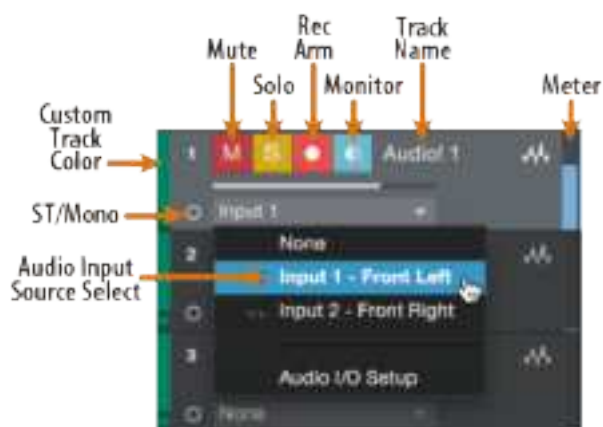 Rec
Arm
Track
Name
Mute
Solo
Monitor
Meter
Custom
Track
Color
1 M S Audio 1
ST/Mono
Input 1
2
None
Audio Input
Source Select
Input 1 - Front Left
Input 2 - Front Right
3
Audio I/O Setup
None